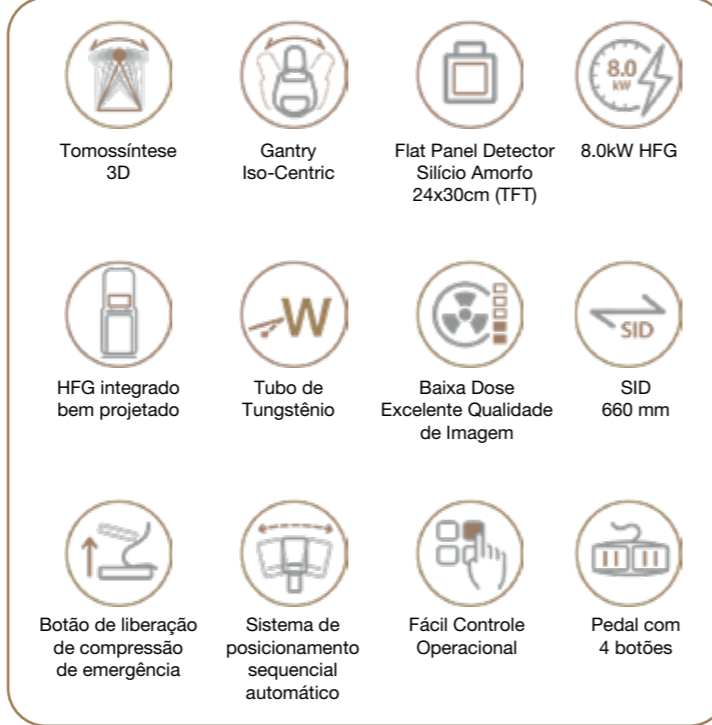 8.0
kW
Tomossíntese
3D
Gantry
Iso-Centric
Flat Panel Detector
Silício Amorfo
24x30cm (TFT)
8.0kW HFG
W
SID
HFG integrado
bem projetado
Tubo de
Tungstênio
Baixa Dose
Excelente Qualidade
de Imagem
SID
660 mm
Botão de liberação
de compressão
de emergência
Sistema de
posicionamento
sequencial
automático
Fácil Controle
Operacional
Pedal com
4 botões